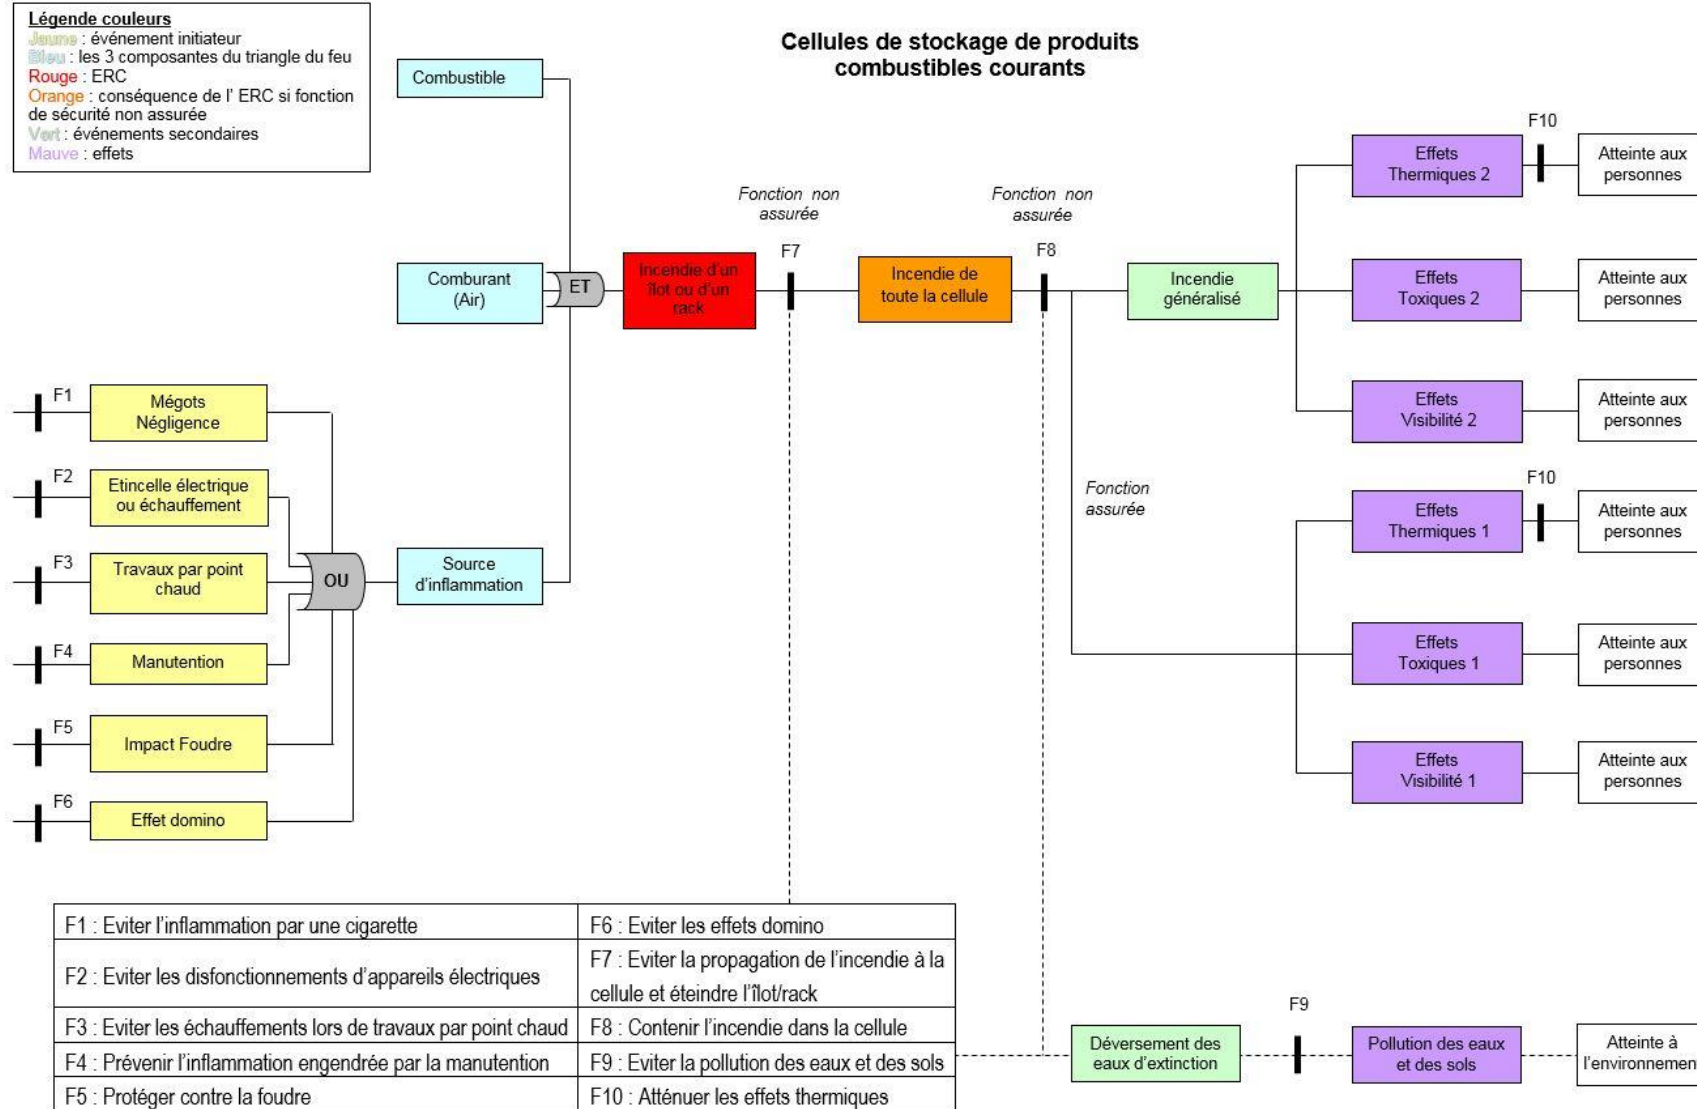 Légende couleurs
Jaune : événement initiateur
Bleu : les 3 composantes du triangle du feu
Rouge : ERC
Orange : conséquence de l' ERC si fonction
de sécurité non assurée
Vert : événements secondaires
Mauve : effets
Cellules de stockage de produits
combustibles courants
Combustible
Comburant
(Air)
ET
Incendie d'un
îlot ou d'un
rack
Fonction non
assurée
F7
Incendie de
toute la cellule
Fonction non
assurée
F8
Incendie
généralisé
Effets
Thermiques 2
F10
Atteinte aux
personnes
Effets
Toxiques 2
Atteinte aux
personnes
Effets
Visibilité 2
Atteinte aux
personnes
Fonction
assurée
Effets
Thermiques 1
F10
Atteinte aux
personnes
Effets
Toxiques 1
Atteinte aux
personnes
Effets
Visibilité 1
Atteinte aux
personnes
F1
Mégots
Négligence
F2
Etincelle électrique
ou échauffement
F3
Travaux par point
chaud
OU
Source
d'inflammation
F4
Manutention
F5
Impact Foudre
F6
Effet domino
F1 : Eviter l'inflammation par une cigarette
F6 : Eviter les effets domino
F2 : Eviter les disfonctionnements d'appareils électriques
F7 : Eviter la propagation de l'incendie à la
cellule et éteindre l'îlot/rack
F3 : Eviter les échauffements lors de travaux par point chaud
F8 : Contenir l'incendie dans la cellule
F4 : Prévenir l'inflammation engendrée par la manutention
F9 : Eviter la pollution des eaux et des sols
F5 : Protéger contre la foudre
F10 : Atténuer les effets thermiques
Déversement des
eaux d'extinction
F9
Pollution des eaux
et des sols
Atteinte à
l'environnemen